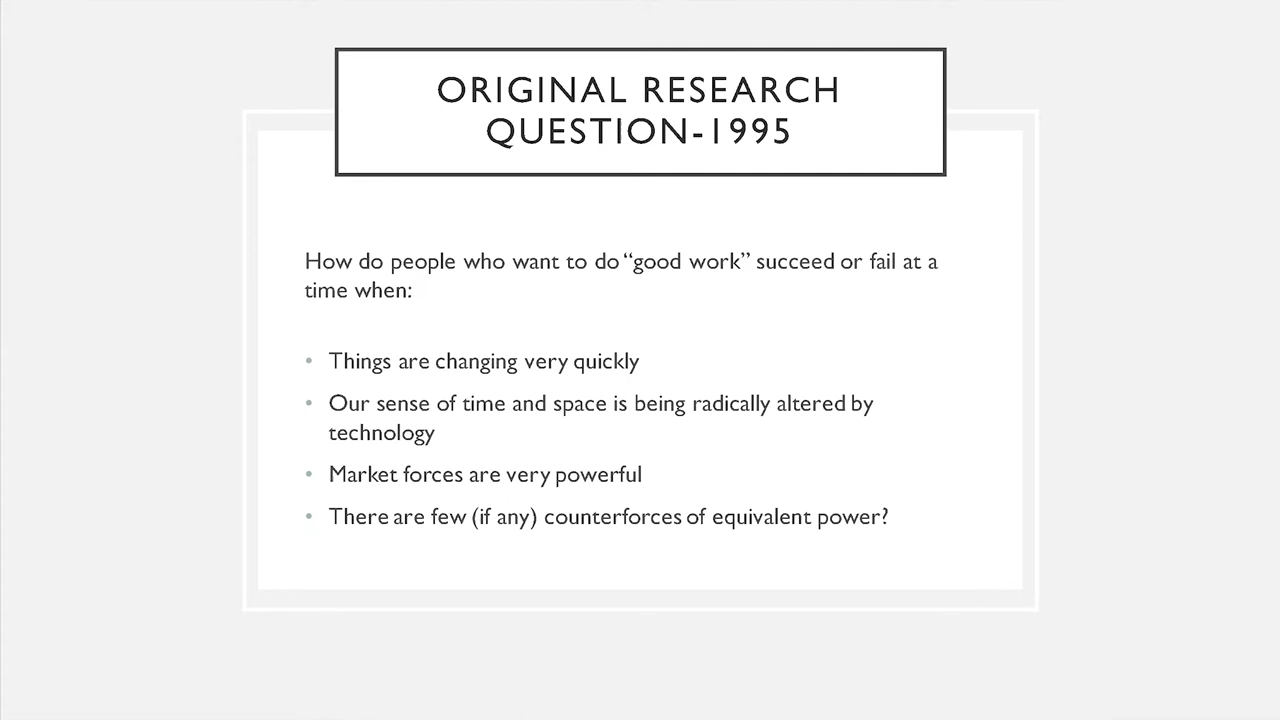 ORIGINAL RESEARCH
QUESTION-1995
How do people who want to do “good work” succeed or fail at a
time when:
• Things are changing very quickly
• Our sense of time and space is being radically altered by
technology
• Market forces are very powerful
• There are few (if any) counterforces of equivalent power?